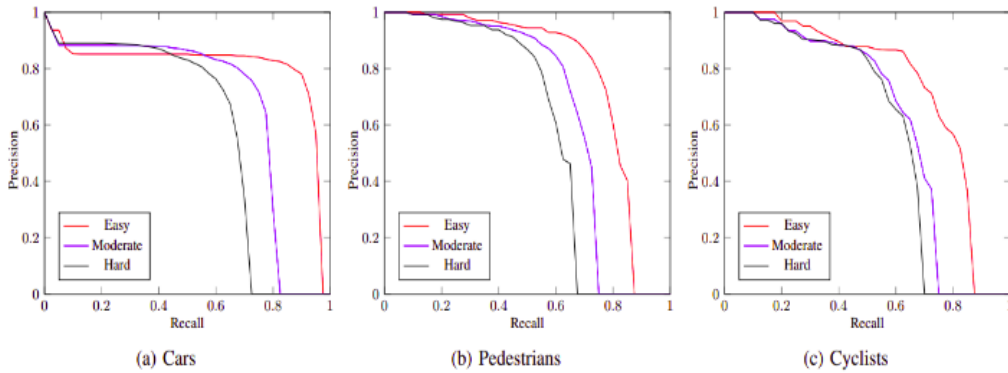 1
0.8
0.6
0.4
0.2
0
Precision
Easy
Moderate
Hard
0 0.2 0.4 0.6 0.8 1
Recall
(a) Cars
1
0.8
0.6
0.4
0.2
0
Precision
Easy
Moderate
Hard
0 0.2 0.4 0.6 0.8 1
Recall
(b) Pedestrians
1
0.8
0.6
0.4
0.2
0
Precision
Easy
Moderate
Hard
0 0.2 0.4 0.6 0.8
Recall
(c) Cyclists